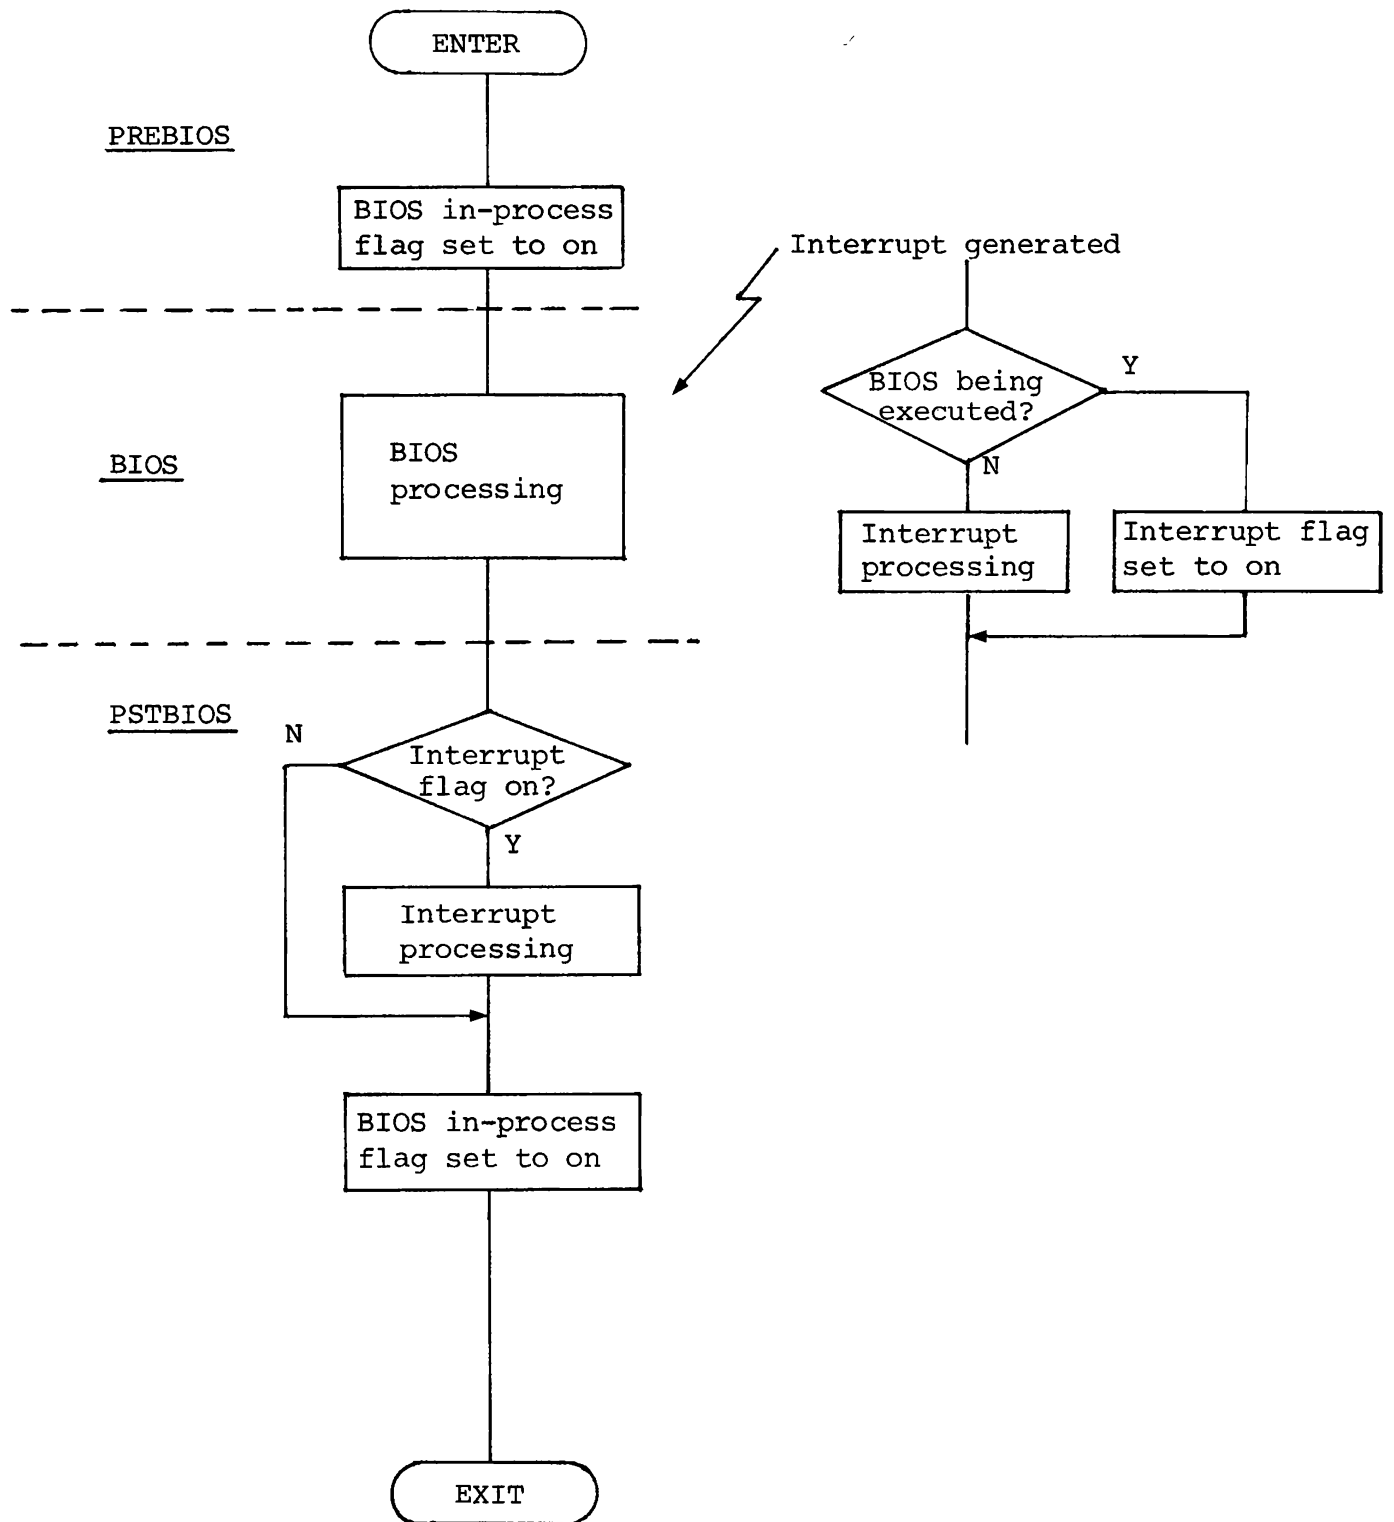 ENTER
PREBIOS
BIOS in-process
flag set to on
Interrupt generated
BIOS being
executed?
Y
N
Interrupt
processing
Interrupt flag
set to on
BIOS
BIOS
processing
PSTBIOS
N
Interrupt
flag on?
Y
Interrupt
processing
BIOS in-process
flag set to on
EXIT